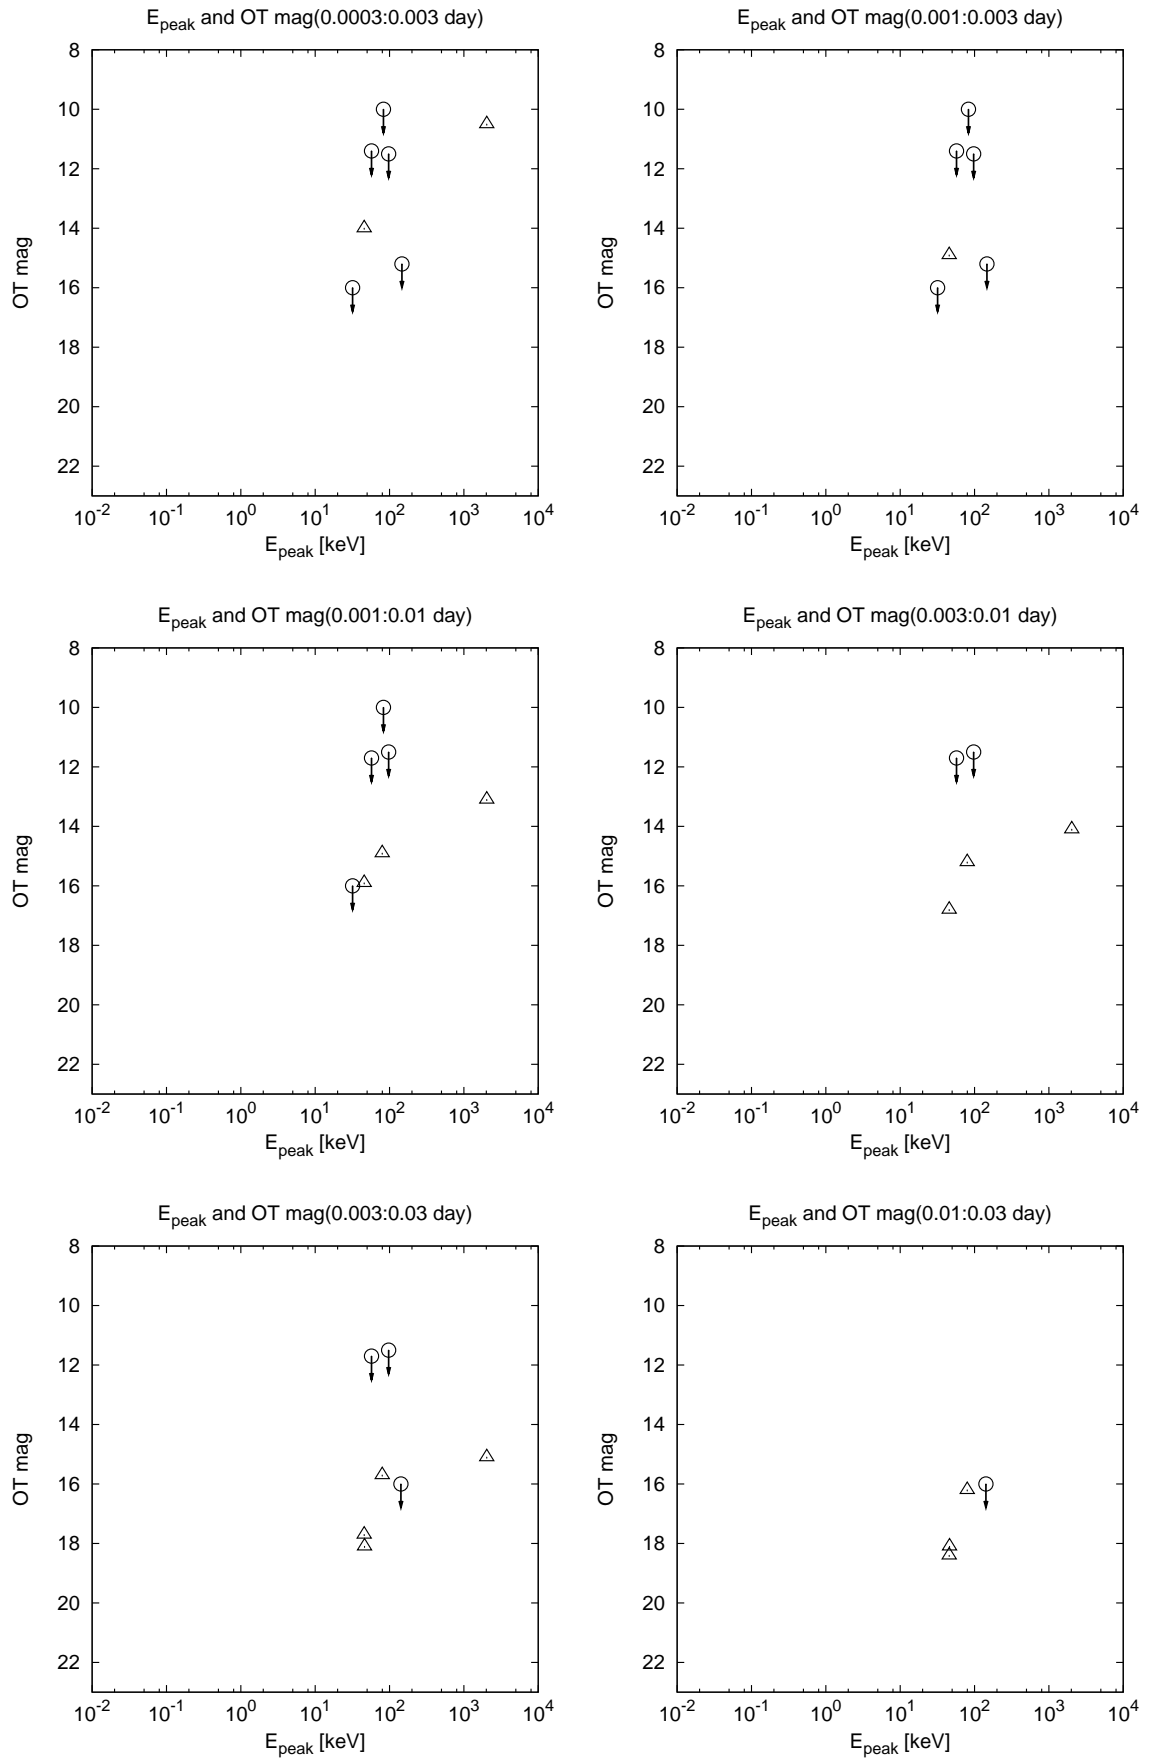 E_peak and OT mag(0.0003:0.003 day)
8
10
12
14
16
18
20
22
OT mag
10^-2 10^-1 10^0 10^1 10^2 10^3 10^4
E_peak [keV]
E_peak and OT mag(0.001:0.003 day)
8
10
12
14
16
18
20
22
OT mag
10^-2 10^-1 10^0 10^1 10^2 10^3 10^4
E_peak [keV]
E_peak and OT mag(0.001:0.01 day)
8
10
12
14
16
18
20
22
OT mag
10^-2 10^-1 10^0 10^1 10^2 10^3 10^4
E_peak [keV]
E_peak and OT mag(0.003:0.01 day)
8
10
12
14
16
18
20
22
OT mag
10^-2 10^-1 10^0 10^1 10^2 10^3 10^4
E_peak [keV]
E_peak and OT mag(0.003:0.03 day)
8
10
12
14
16
18
20
22
OT mag
10^-2 10^-1 10^0 10^1 10^2 10^3 10^4
E_peak [keV]
E_peak and OT mag(0.01:0.03 day)
8
10
12
14
16
18
20
22
OT mag
10^-2 10^-1 10^0 10^1 10^2 10^3 10^4
E_peak [keV]